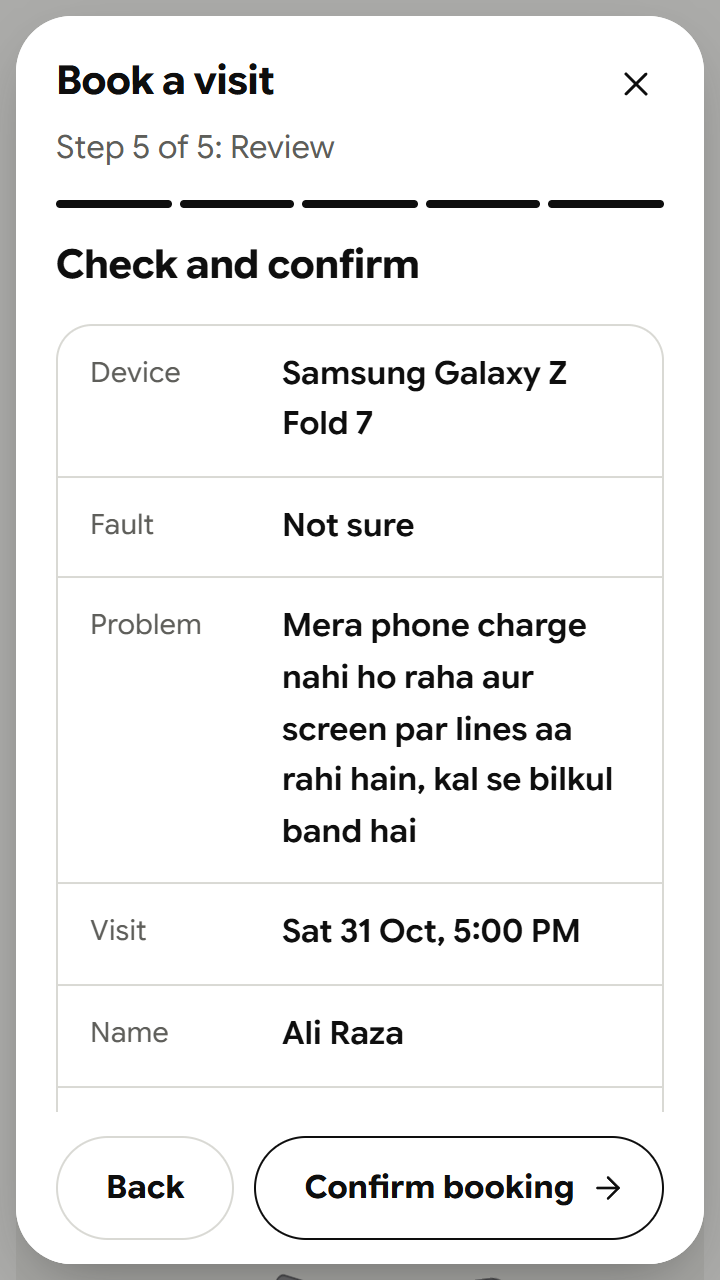 Book a visit
Step 5 of 5: Review
Check and confirm
Device
Samsung Galaxy Z
Fold 7
Fault
Not sure
Problem
Mera phone charge
nahi ho raha aur
screen par lines aa
rahi hain, kal se bilkul
band hai
Visit
Sat 31 Oct, 5:00 PM
Name
Ali Raza
Back
Confirm booking